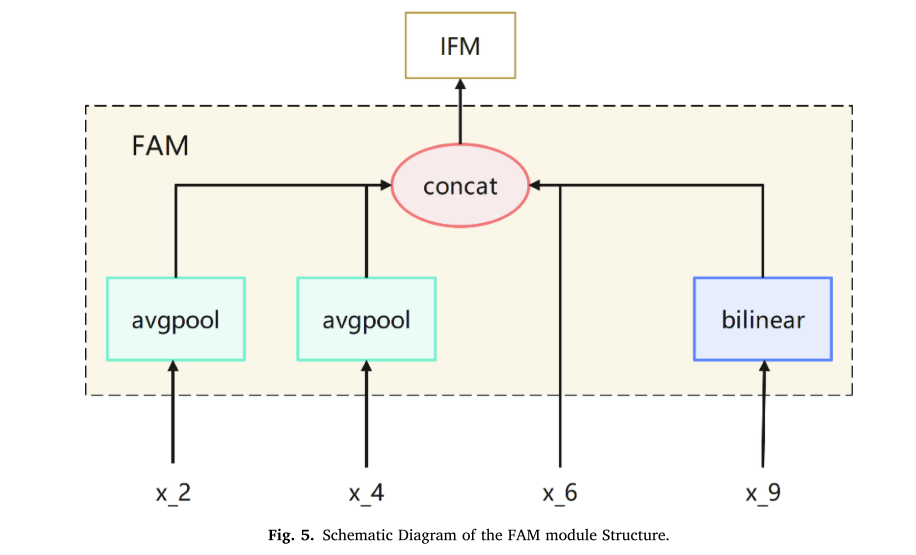 IFM
FAM
concat
avgpool
avgpool
bilinear
x_2
x_4
x_6
x_9
Fig. 5. Schematic Diagram of the FAM module Structure.